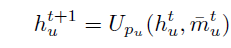 h_u^{t+1} = U_{p_u}(h_u^t, \bar{m}_u^t)